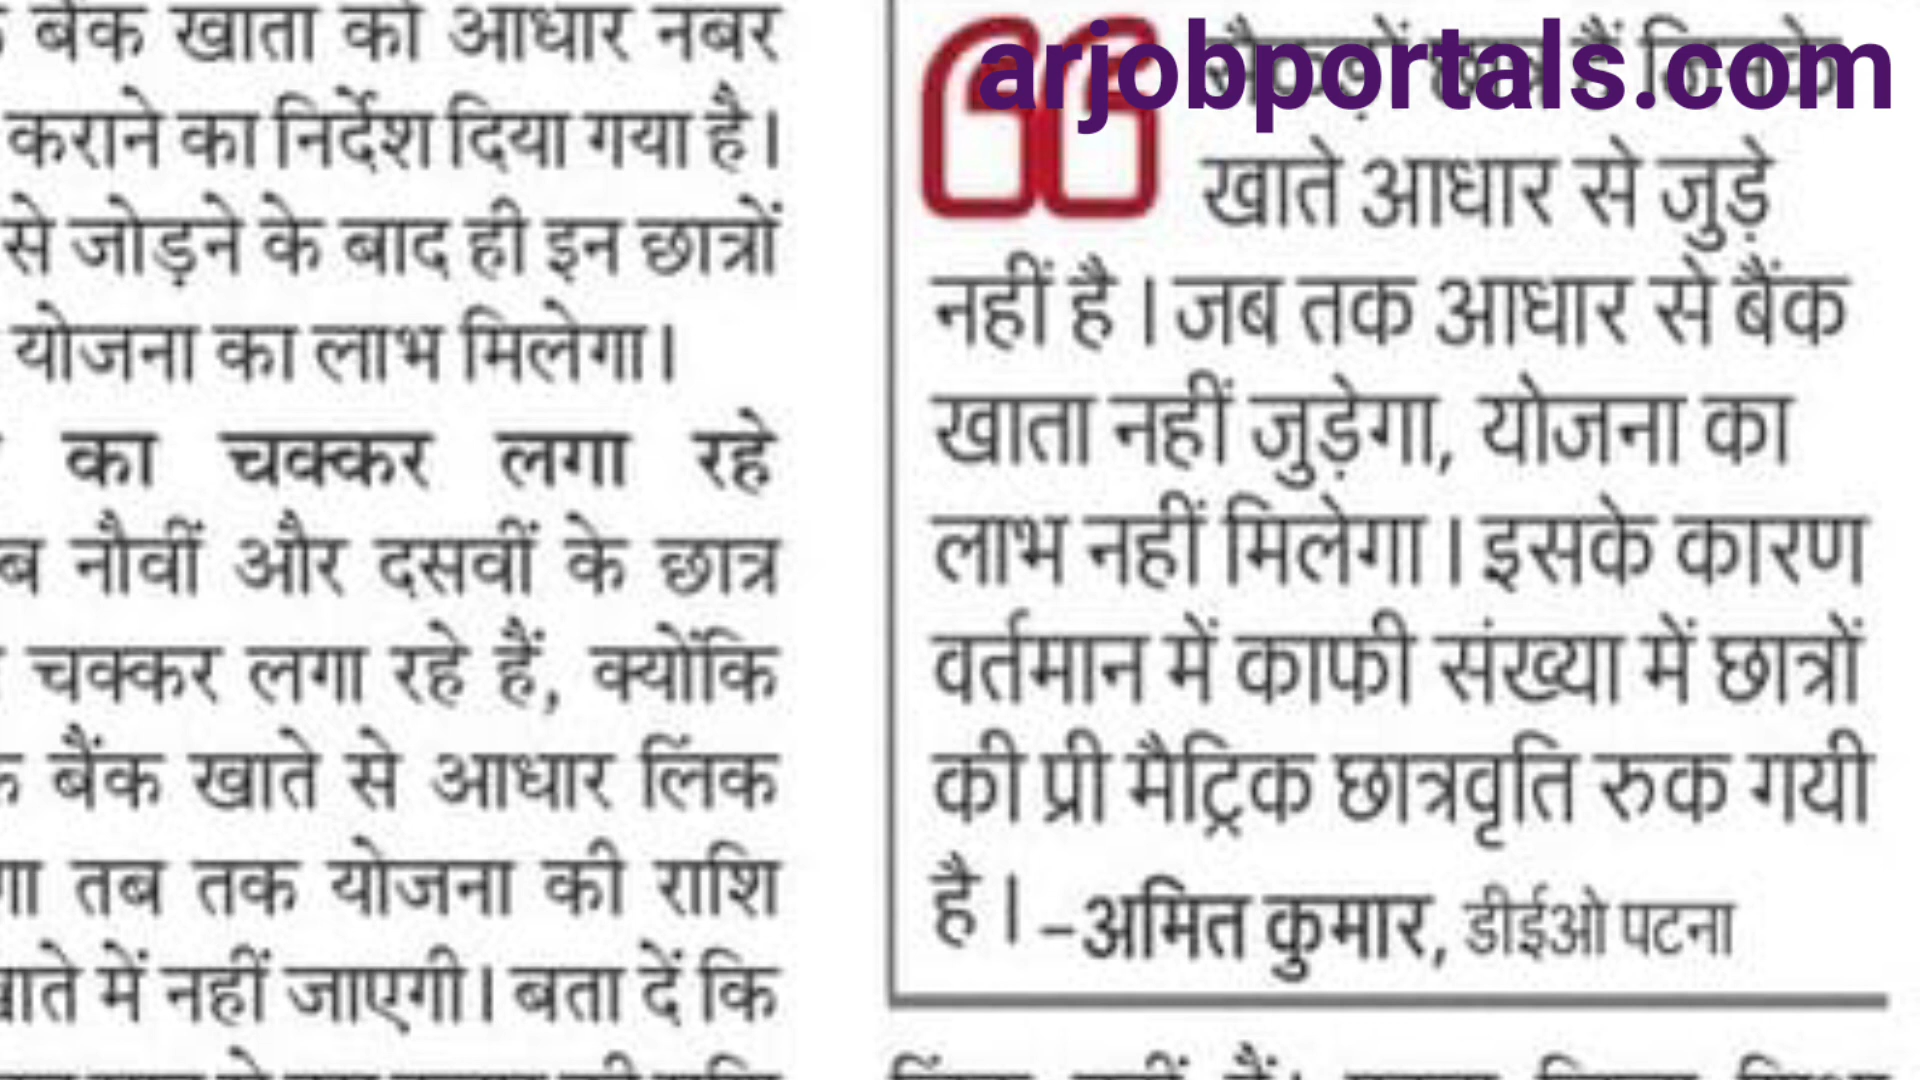 बैंक खाता को आधार नंबर
कराने का निर्देश दिया गया है।
से जोड़ने के बाद ही इन छात्रों
योजना का लाभ मिलेगा।
का चक्कर लगा रहे
नौवीं और दसवीं के छात्र
चक्कर लगा रहे हैं, क्योंकि
बैंक खाते से आधार लिंक
तब तक योजना की राशि
में नहीं जाएगी। बता दें कि
arjobportals.com
खाते आधार से जुड़े
नहीं है। जब तक आधार से बैंक
खाता नहीं जुड़ेगा, योजना का
लाभ नहीं मिलेगा। इसके कारण
वर्तमान में काफी संख्या में छात्रों
की प्री मैट्रिक छात्रवृति रुक गयी
है। -अमित कुमार, डीईओ पटना